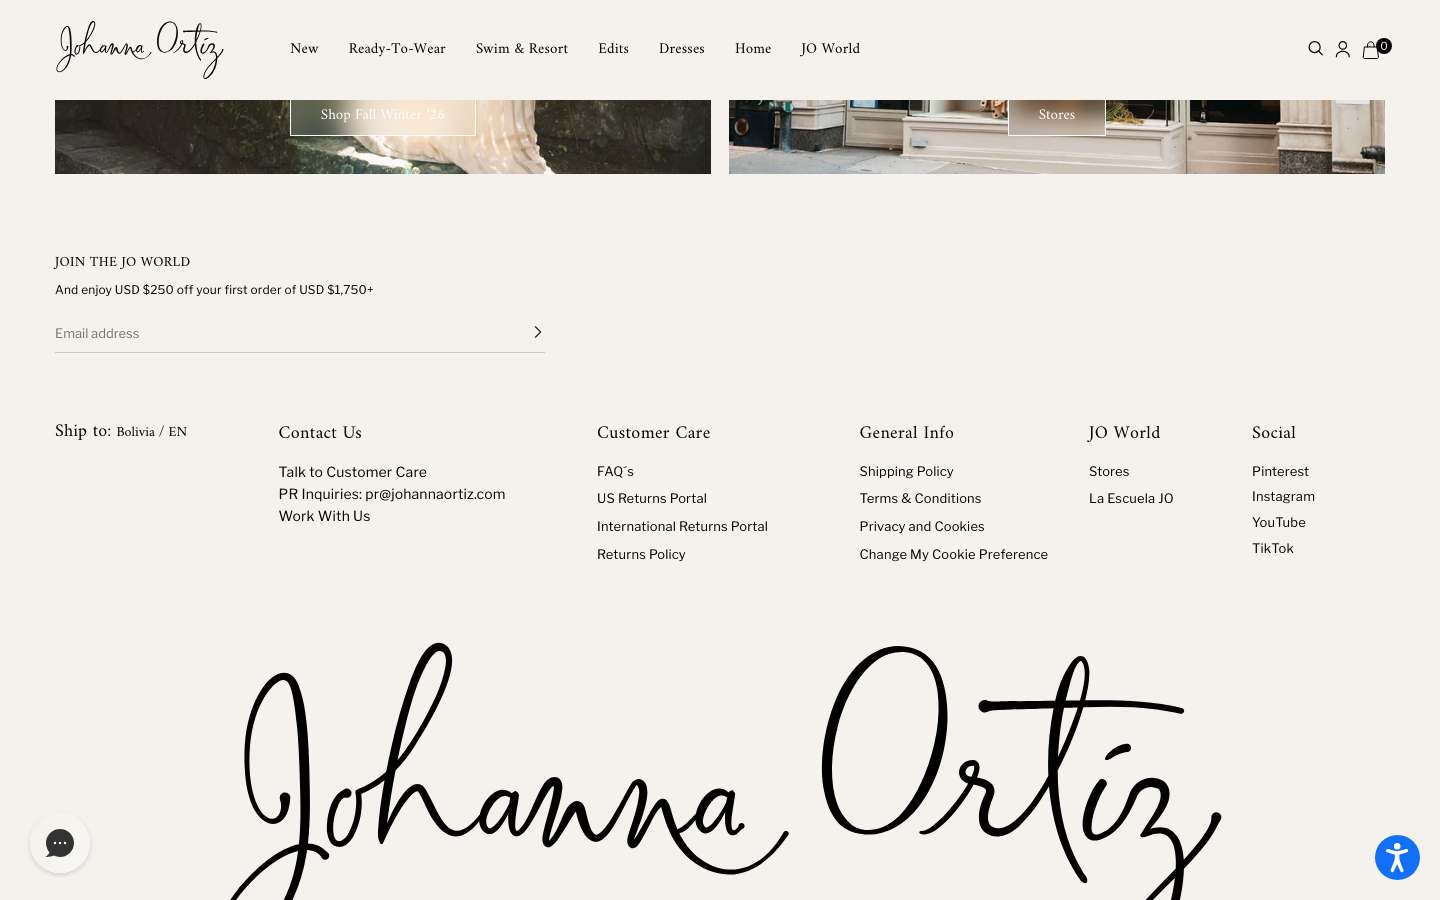 Johanna Ortiz
New Ready-To-Wear Swim & Resort Edits Dresses Home JO World
0
Shop Fall Winter '26
Stores
JOIN THE JO WORLD
And enjoy USD $250 off your first order of USD $1,750+
Email address
Ship to: Bolivia / EN
Contact Us
Talk to Customer Care
PR Inquiries: pr@johannaortiz.com
Work With Us
Customer Care
FAQ´s
US Returns Portal
International Returns Portal
Returns Policy
General Info
Shipping Policy
Terms & Conditions
Privacy and Cookies
Change My Cookie Preference
JO World
Stores
La Escuela JO
Social
Pinterest
Instagram
YouTube
TikTok
Johanna Ortiz